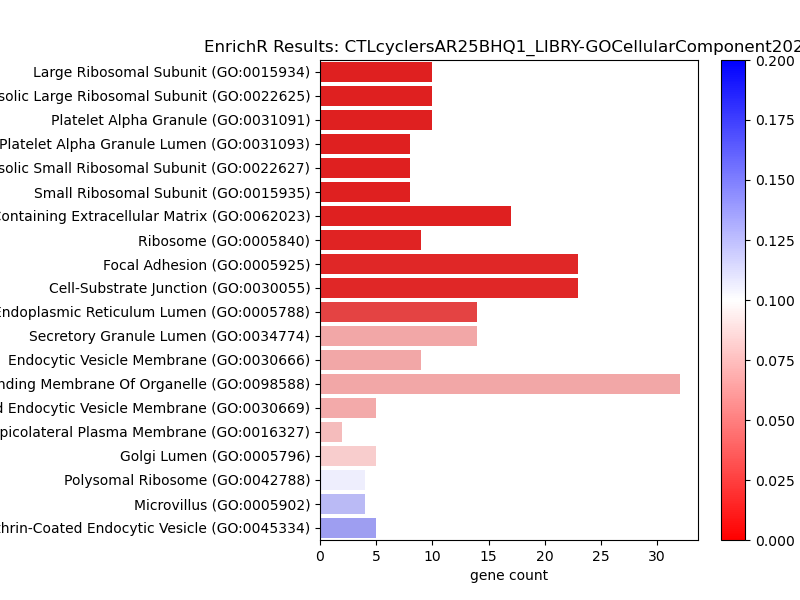 EnrichR Results: CTLcyclersAR25BHQ1_LIBRY-GOCellularComponent202
Large Ribosomal Subunit (GO:0015934)
Large Ribosomal Subunit (GO:0022625)
Platelet Alpha Granule (GO:0031091)
Platelet Alpha Granule Lumen (GO:0031093)
Small Ribosomal Subunit (GO:0022627)
Small Ribosomal Subunit (GO:0015935)
Containing Extracellular Matrix (GO:0062023)
Ribosome (GO:0005840)
Focal Adhesion (GO:0005925)
Cell-Substrate Junction (GO:0030055)
Endoplasmic Reticulum Lumen (GO:0005788)
Secretory Granule Lumen (GO:0034774)
Endocytic Vesicle Membrane (GO:0030666)
nding Membrane Of Organelle (GO:0098588)
d Endocytic Vesicle Membrane (GO:0030669)
picolateral Plasma Membrane (GO:0016327)
Golgi Lumen (GO:0005796)
Polysomal Ribosome (GO:0042788)
Microvillus (GO:0005902)
hrin-Coated Endocytic Vesicle (GO:0045334)
0 5 10 15 20 25 30
gene count
0.200
0.175
0.150
0.125
0.100
0.075
0.050
0.025
0.000